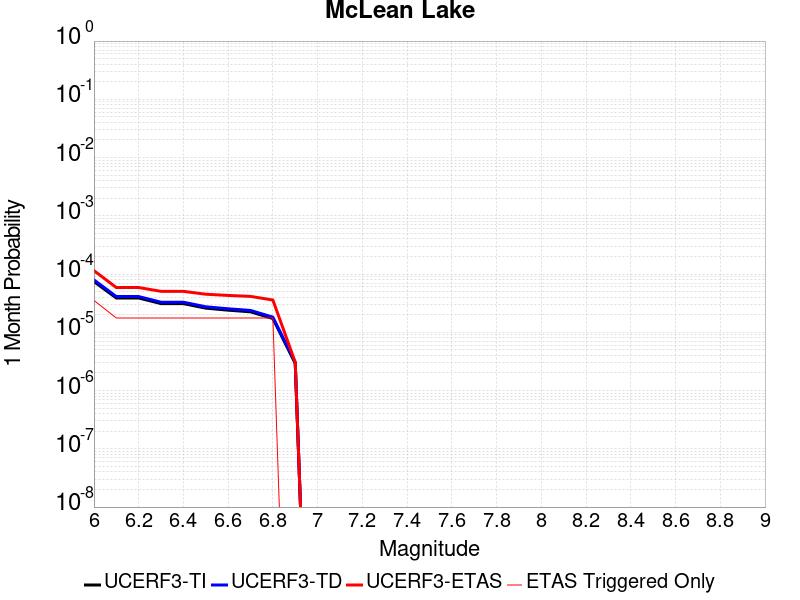 McLean Lake
10 0
10 -1
10 -2
10 -3
10 -4
10 -5
10 -6
10 -7
10 -8
1 Month Probability
6 6.2 6.4 6.6 6.8 7 7.2 7.4 7.6 7.8 8 8.2 8.4 8.6 8.8 9
Magnitude
UCERF3-TI UCERF3-TD UCERF3-ETAS ETAS Triggered Only